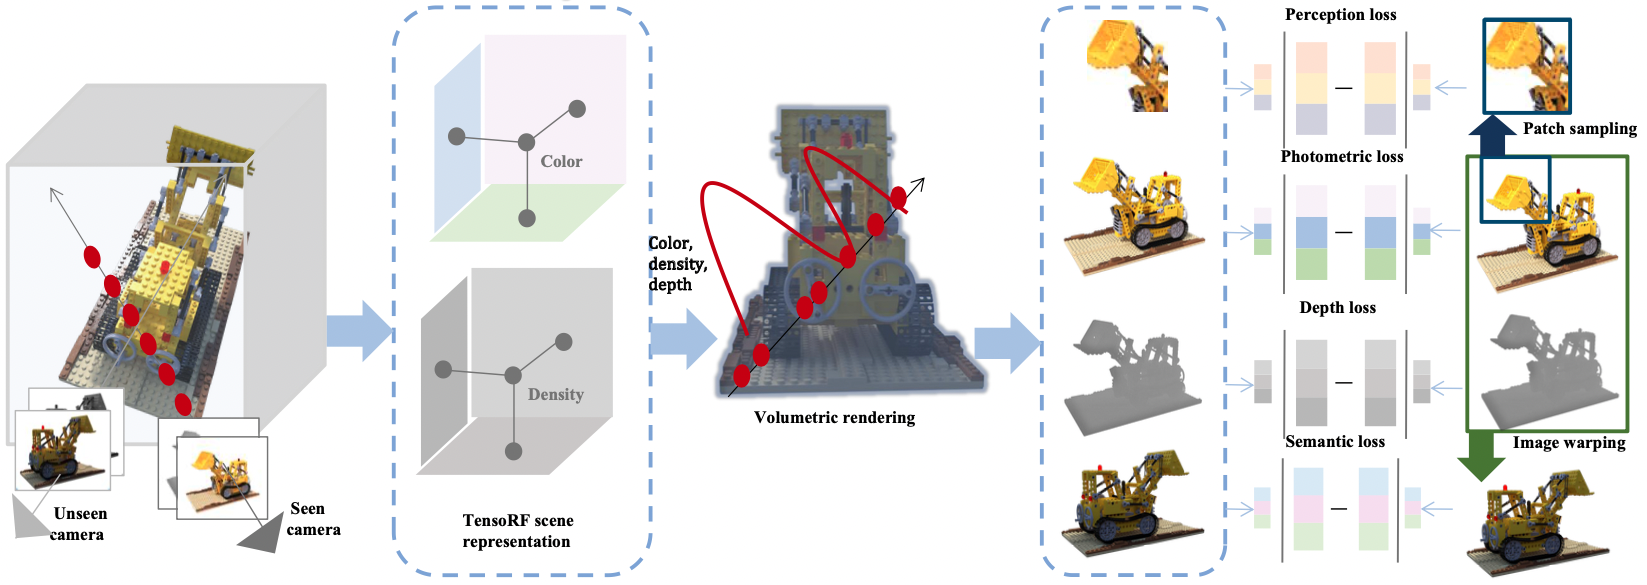 Unseen
camera
Seen
camera
Color
Density
TensoRF scene
representation
Color,
density,
depth
Volumetric rendering
Perception loss
Patch sampling
Photometric loss
Depth loss
Semantic loss
Image warping